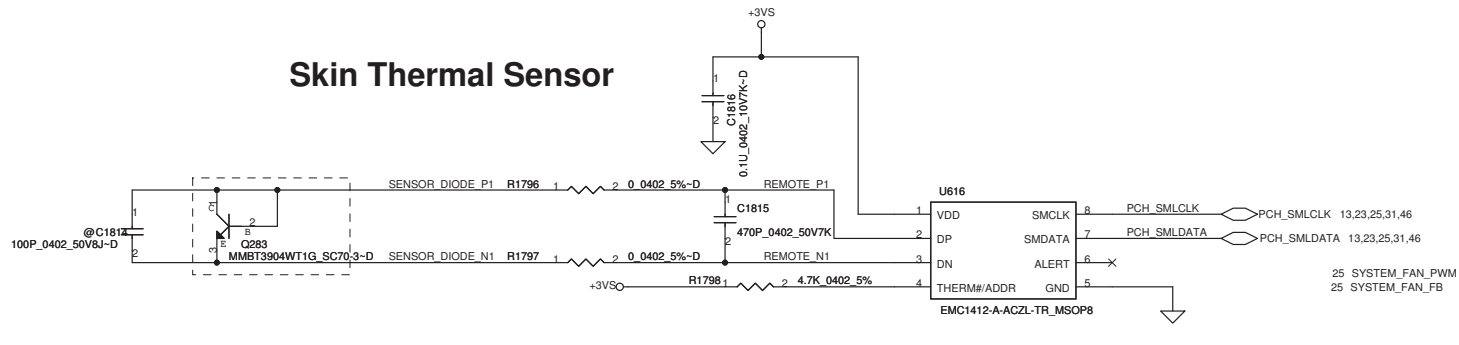 +3VS
Skin Thermal Sensor
1
2
C1816
0.1U_0402_10V7K~D
SENSOR_DIODE_P1 R1796 1 2 0_0402_5%~D REMOTE_P1
U616
1
2
@C1814
100P_0402_50V8J~D
C
2
B
E
3
Q283
MMBT3904WT1G_SC70-3~D
1
2
C1815
470P_0402_50V7K
SENSOR_DIODE_N1 R1797 1 2 0_0402_5%~D REMOTE_N1
+3VS R1798 1 2 4.7K_0402_5%
1 VDD SMCLK 8 PCH_SMLCLK PCH_SMLCLK 13,23,25,31,46
2 DP SMDATA 7 PCH_SMLDATA PCH_SMLDATA 13,23,25,31,46
3 DN ALERT 6
4 THERM#/ADDR GND 5
EMC1412-A-ACZL-TR_MSOP8
25 SYSTEM_FAN_PWM
25 SYSTEM_FAN_FB